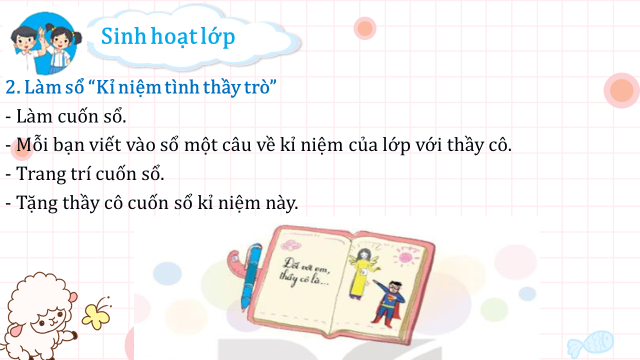 Sinh hoạt lớp
2. Làm sổ “Kỉ niệm tình thầy trò”
- Làm cuốn sổ.
- Mỗi bạn viết vào sổ một câu về kỉ niệm của lớp với thầy cô.
- Trang trí cuốn sổ.
- Tặng thầy cô cuốn sổ kỉ niệm này.
Đối với em,
thầy cô là...